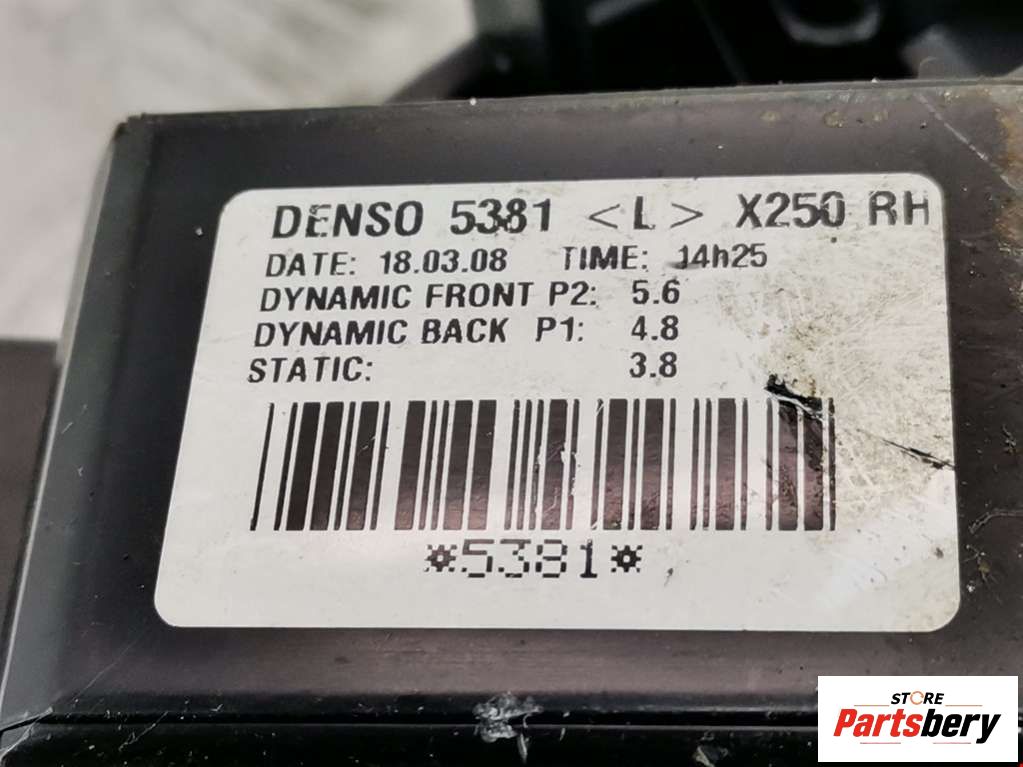 DENSO 5381 <L> X250 RH
DATE: 18.03.08 TIME: 14h25
DYNAMIC FRONT P2: 5.6
DYNAMIC BACK P1: 4.8
STATIC: 3.8
*5381*
STORE
Partsbery